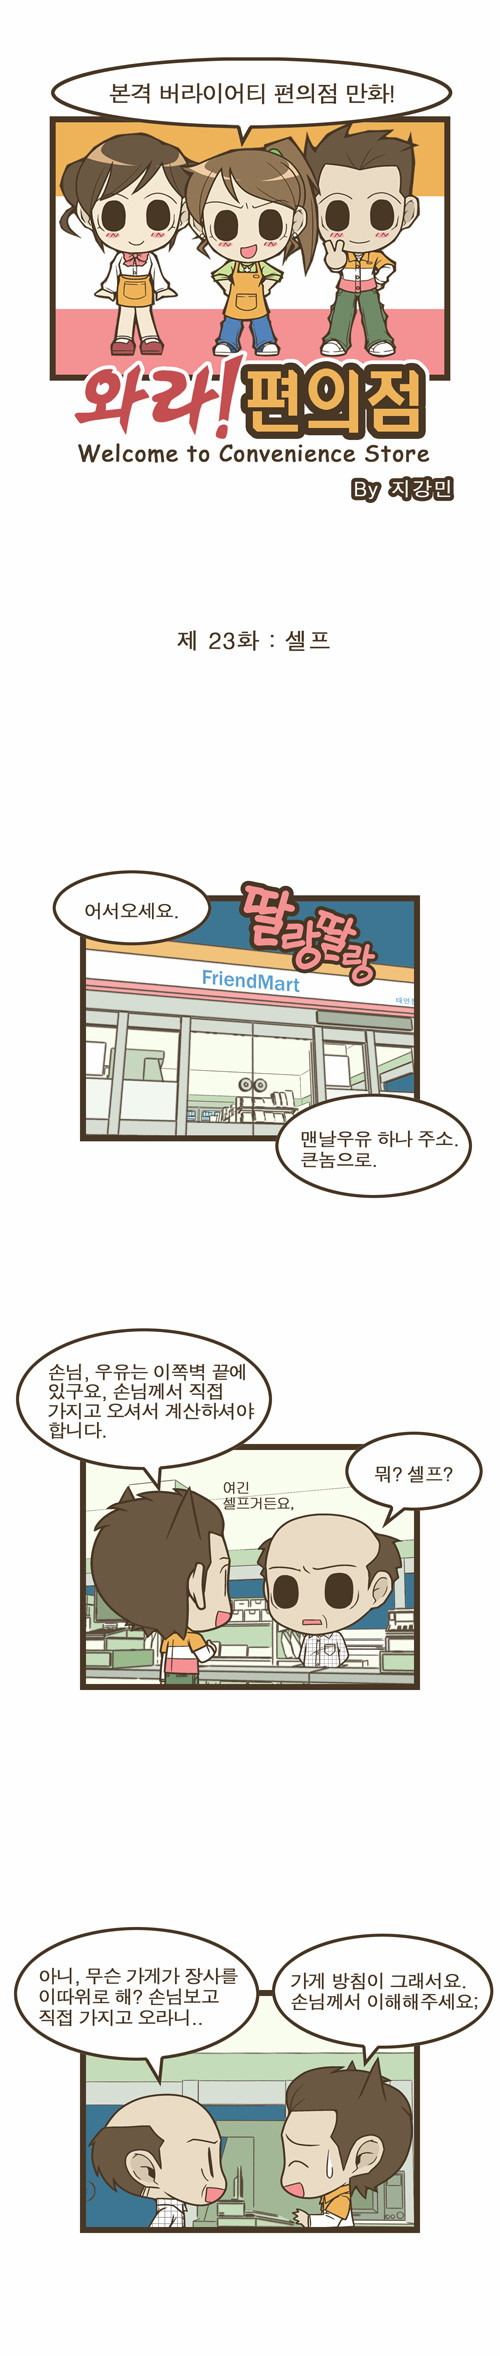 본격 버라이어티 편의점 만화!
와라! 편의점
Welcome to Convenience Store
By 지강민
제 23화 : 셀프
어서오세요.
딸랑딸랑
FriendMart
맨날우유 하나 주소.
큰놈으로.
손님, 우유는 이쪽벽 끝에
있구요, 손님께서 직접
가지고 오셔서 계산하셔야
합니다.
여긴
셀프거든요,
뭐? 셀프?
아니, 무슨 가게가 장사를
이따위로 해? 손님보고
직접 가지고 오라니..
가게 방침이 그래서요.
손님께서 이해해주세요;